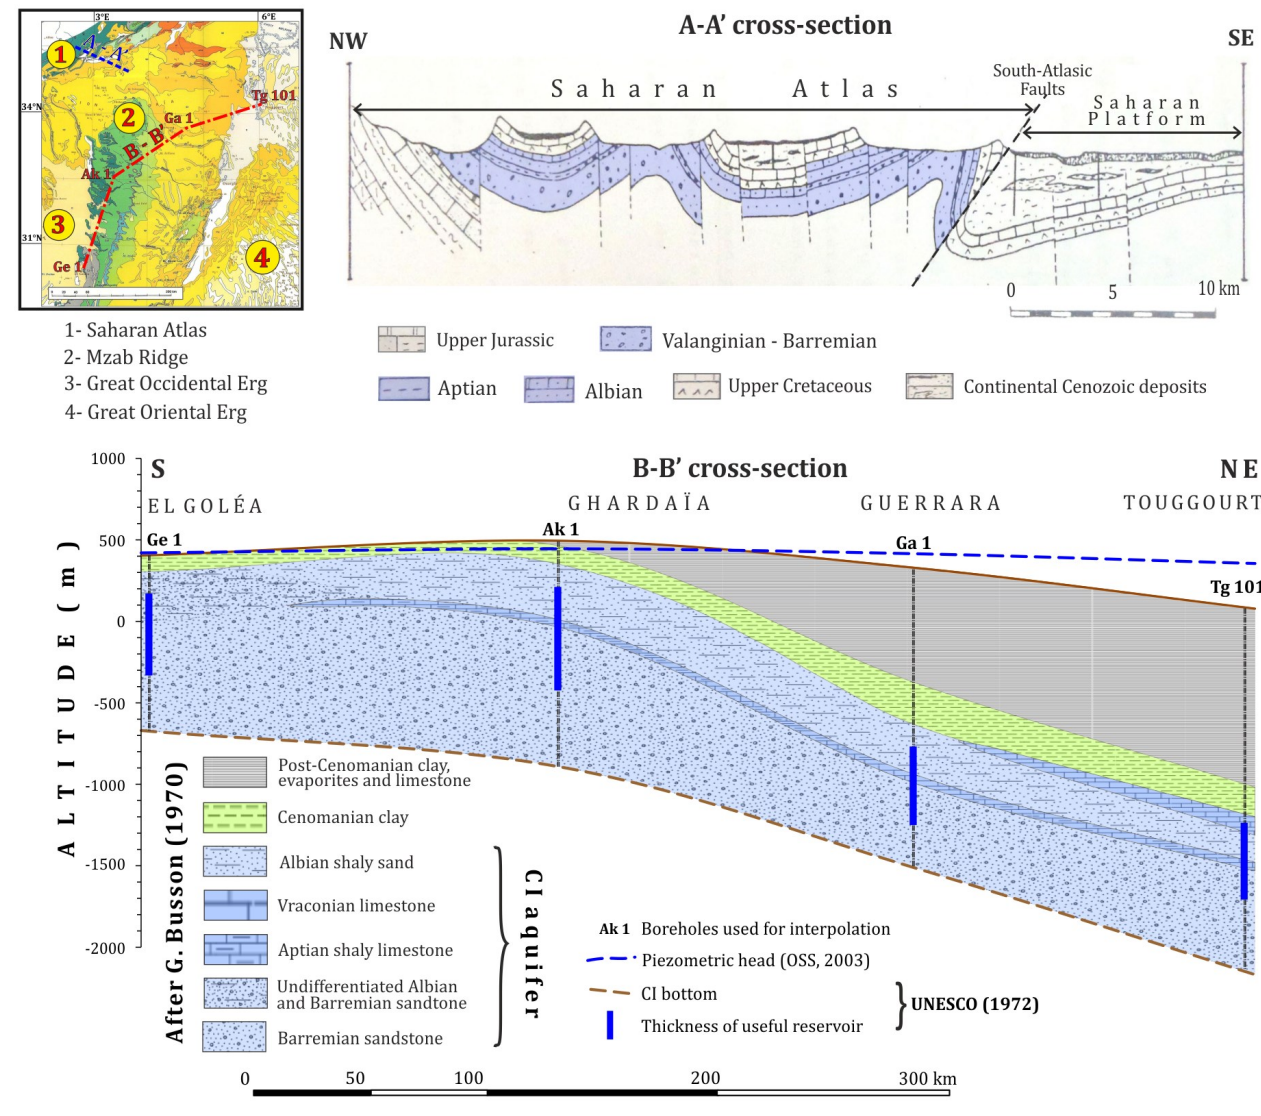 3°E
6°E
34°N
31°N
1
A - A'
2
Ga 1
Tg 101
B - B'
Ak 1
3
Ge 1
4
1- Saharan Atlas
2- Mzab Ridge
3- Great Occidental Erg
4- Great Oriental Erg
A-A’ cross-section
NW
SE
Saharan Atlas
South-Atlasic
Faults
Saharan
Platform
0 5 10 km
Upper Jurassic
Valanginian - Barremian
Aptian
Albian
Upper Cretaceous
Continental Cenozoic deposits
B-B’ cross-section
S
NE
EL GOLÉA
GHARDAÏA
GUERRARA
TOUGGOURT
Ge 1
Ak 1
Ga 1
Tg 101
ALTITUDE (m)
1000
500
0
-500
-1000
-1500
-2000
After G. Busson (1970)
Post-Cenomanian clay,
evaporites and limestone
Cenomanian clay
Albian shaly sand
Vraconian limestone
Aptian shaly limestone
Undifferentiated Albian
and Barremian sandtone
Barremian sandstone
CI aquifer
Ak 1 Boreholes used for interpolation
Piezometric head (OSS, 2003)
CI bottom
Thickness of useful reservoir
UNESCO (1972)
0 50 100 200 300 km